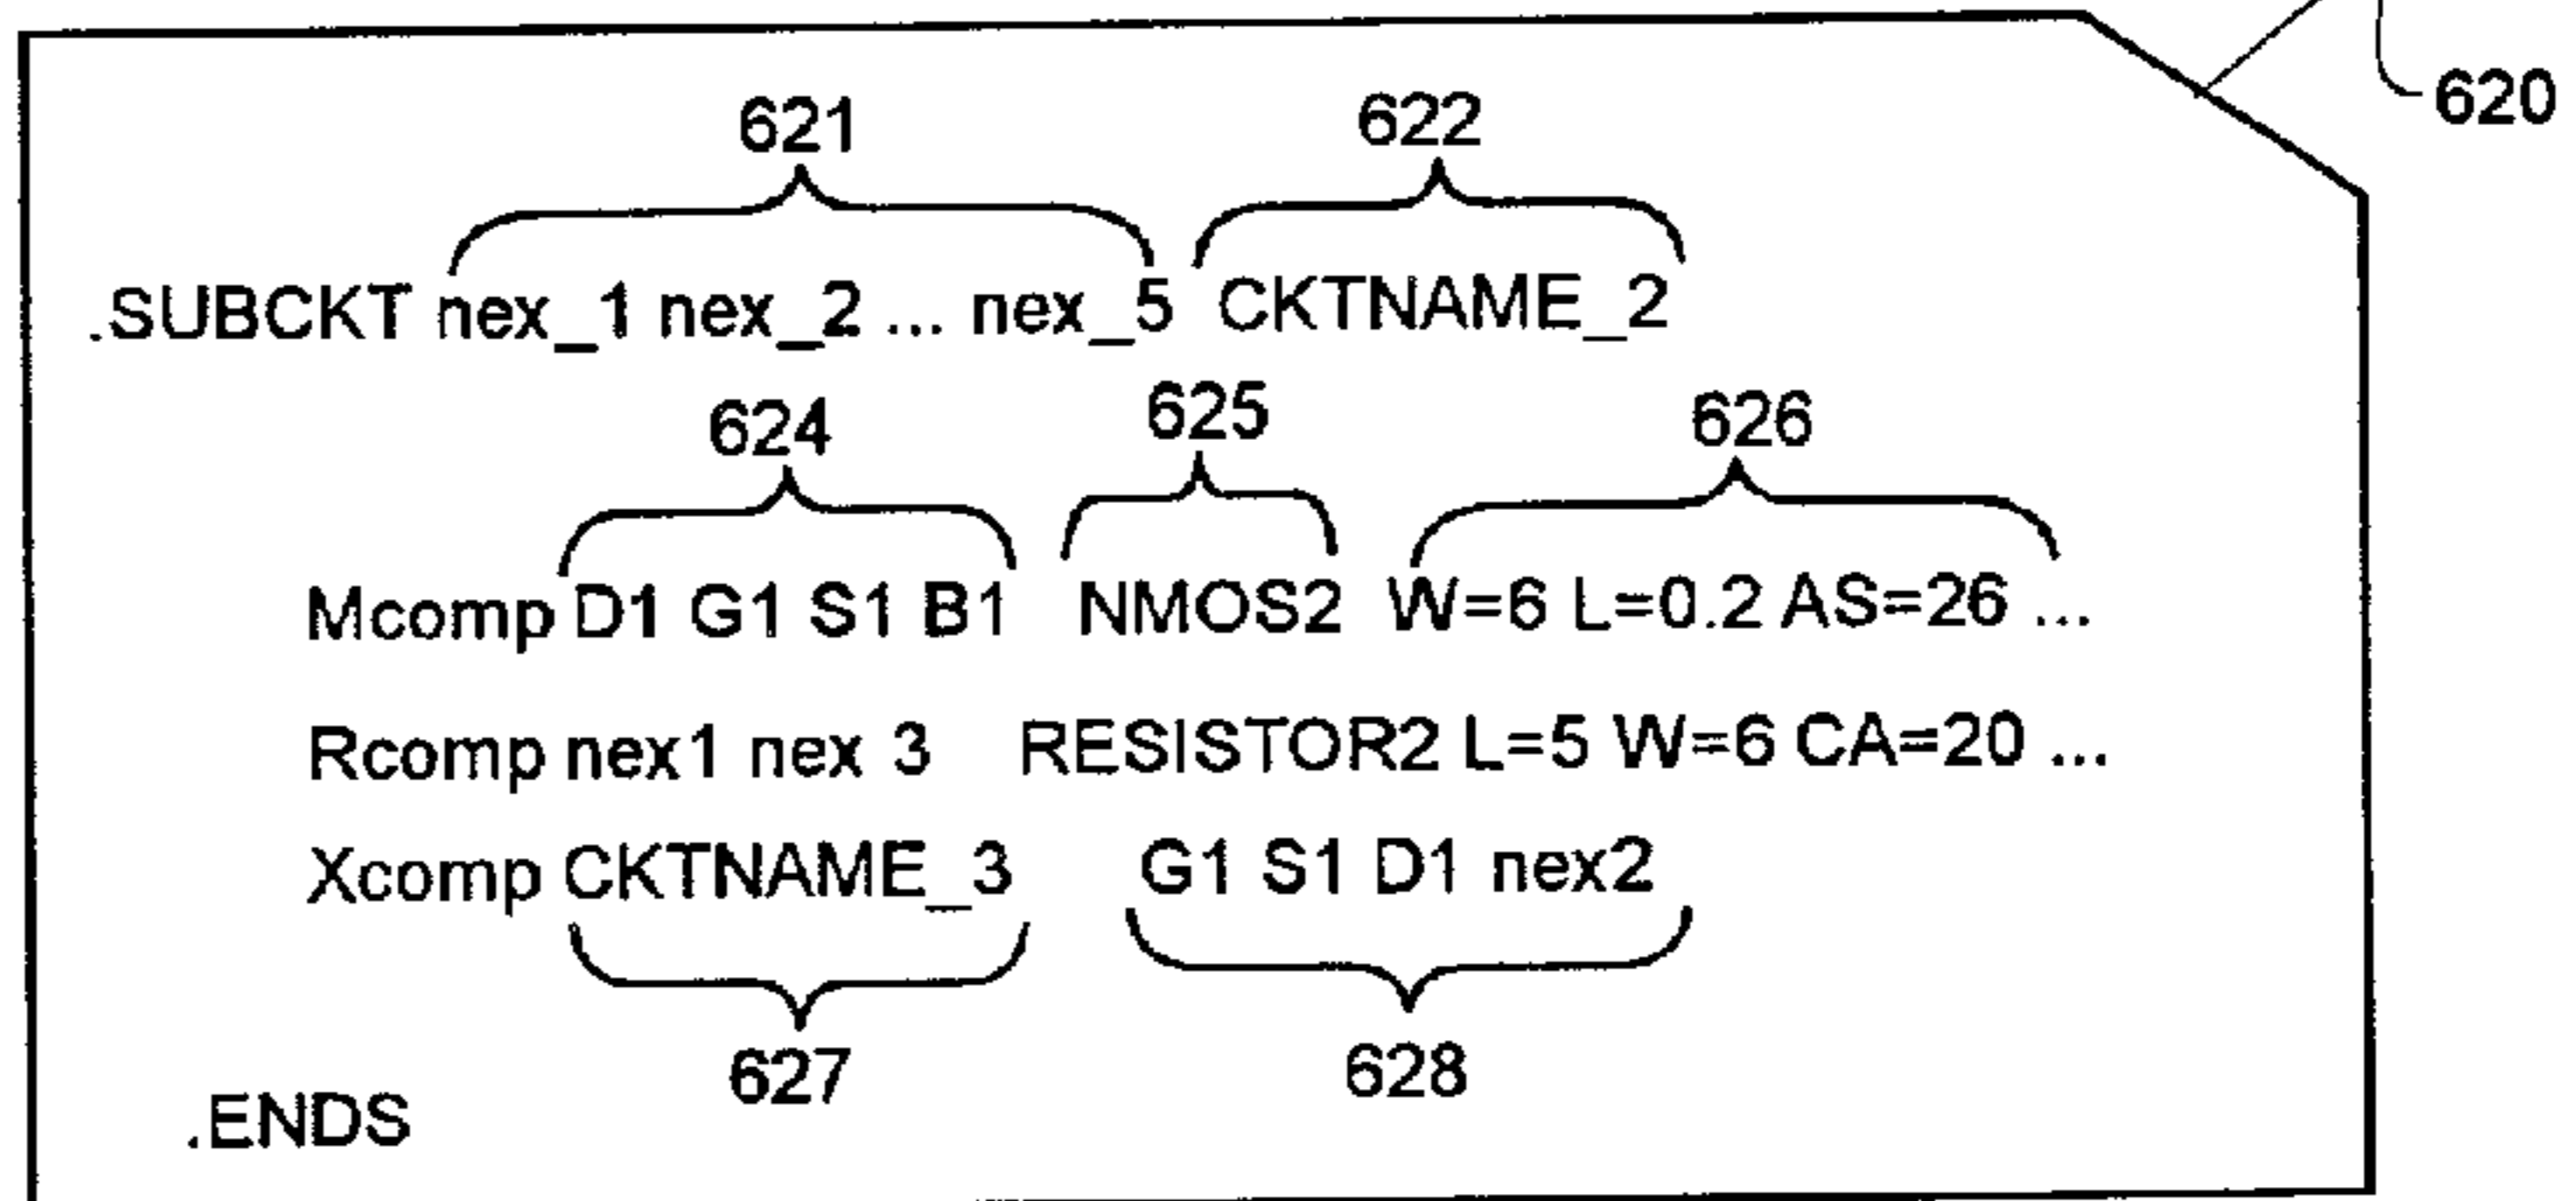 620
621 622
.SUBCKT nex_1 nex_2 ... nex_5 CKTNAME_2
624 625 626
Mcomp D1 G1 S1 B1 NMOS2 W=6 L=0.2 AS=26 ...
Rcomp nex1 nex 3 RESISTOR2 L=5 W=6 CA=20 ...
Xcomp CKTNAME_3 G1 S1 D1 nex2
627 628
.ENDS